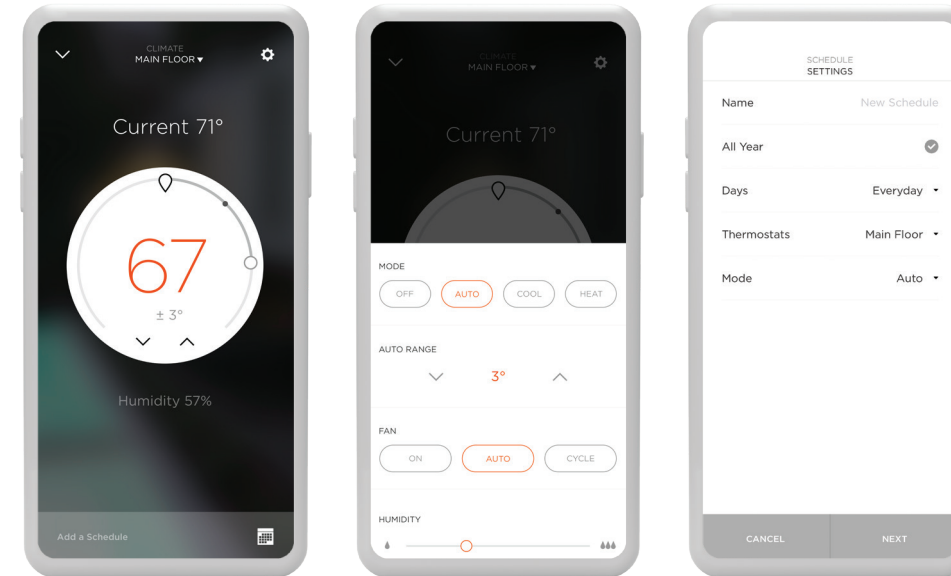 CLIMATE
MAIN FLOOR ▾
Current 71°
67
± 3°
Humidity 57%
Add a Schedule
CLIMATE
MAIN FLOOR ▾
Current 71°
MODE
OFF AUTO COOL HEAT
AUTO RANGE
3°
FAN
ON AUTO CYCLE
HUMIDITY
SCHEDULE
SETTINGS
Name New Schedule
All Year
Days Everyday
Thermostats Main Floor
Mode Auto
CANCEL NEXT